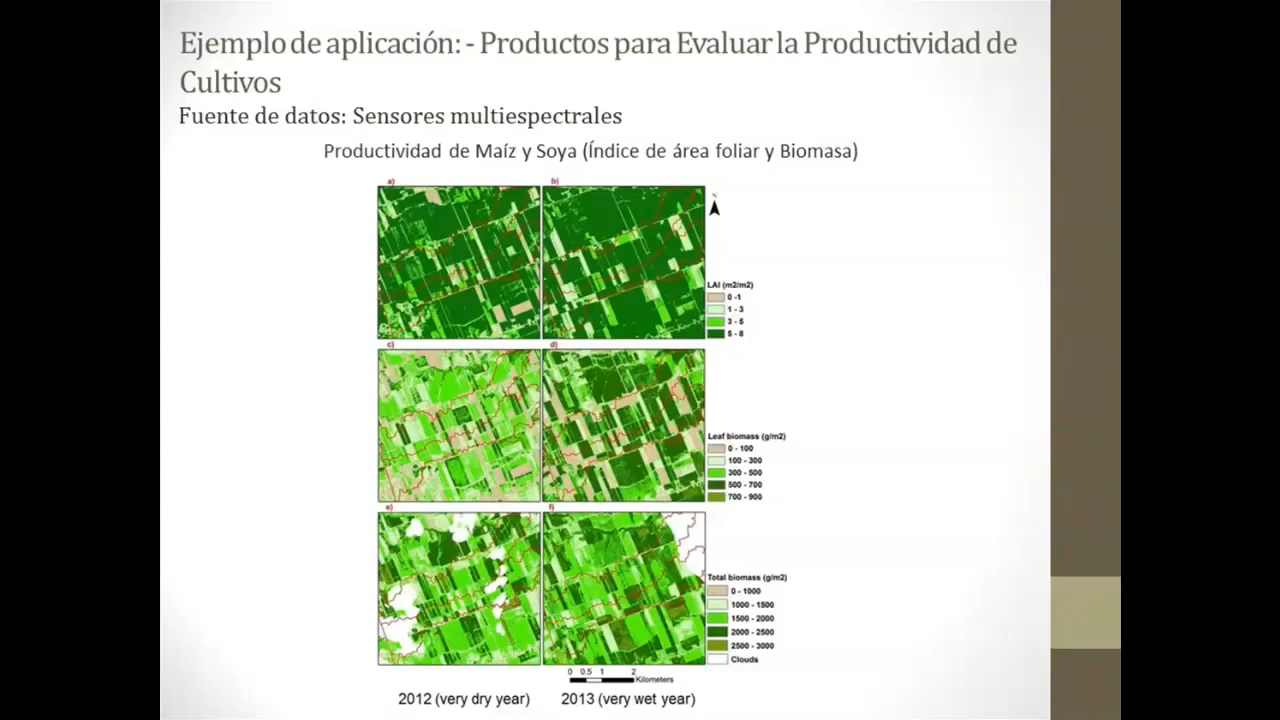 Ejemplo de aplicación: - Productos para Evaluar la Productividad de
Cultivos
Fuente de datos: Sensores multiespectrales
Productividad de Maíz y Soya (Índice de área foliar y Biomasa)
a)
b)
N
LAI (m2/m2)
0 -1
1 - 3
3 - 5
5 - 8
c)
d)
Leaf biomass (g/m2)
0 - 100
100 - 300
300 - 500
500 - 700
700 - 900
e)
f)
Total biomass (g/m2)
0 - 1000
1000 - 1500
1500 - 2000
2000 - 2500
2500 - 3000
Clouds
0 0.5 1 2
Kilometers
2012 (very dry year)
2013 (very wet year)